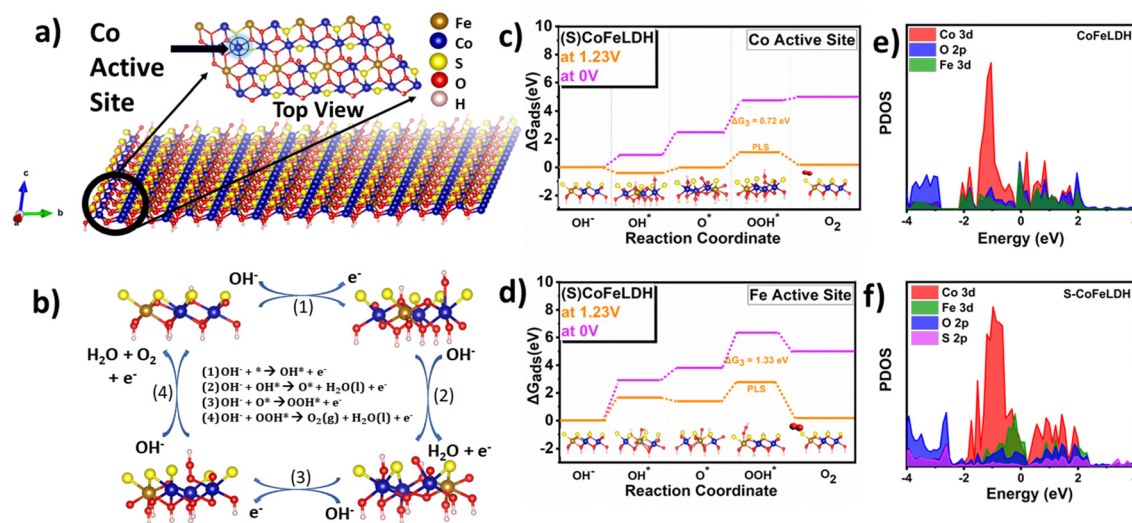 a)
Co
Active
Site
Top View
Fe
Co
S
O
H
c
b
a
b)
OH-
e-
(1)
OH-
(2)
H2O + e-
(3)
e-
OH-
(4)
OH-
H2O + O2
+ e-
(1)OH- + * → OH* + e-
(2)OH- + OH* → O* + H2O(l) + e-
(3)OH- + O* → OOH* + e-
(4)OH- + OOH* → O2(g) + H2O(l) + e-
c)
(S)CoFeLDH
at 1.23V
at 0V
Co Active Site
ΔG3 = 0.72 eV
PLS
ΔGads(eV)
10
8
6
4
2
0
-2
OH- OH* O* OOH* O2
Reaction Coordinate
d)
(S)CoFeLDH
at 1.23V
at 0V
Fe Active Site
ΔG3 = 1.33 eV
PLS
ΔGads(eV)
10
8
6
4
2
0
-2
OH- OH* O* OOH* O2
Reaction Coordinate
e)
Co 3d
O 2p
Fe 3d
CoFeLDH
PDOS
-4 -2 0 2 4
Energy (eV)
f)
Co 3d
Fe 3d
O 2p
S 2p
S-CoFeLDH
PDOS
-4 -2 0 2 4
Energy (eV)